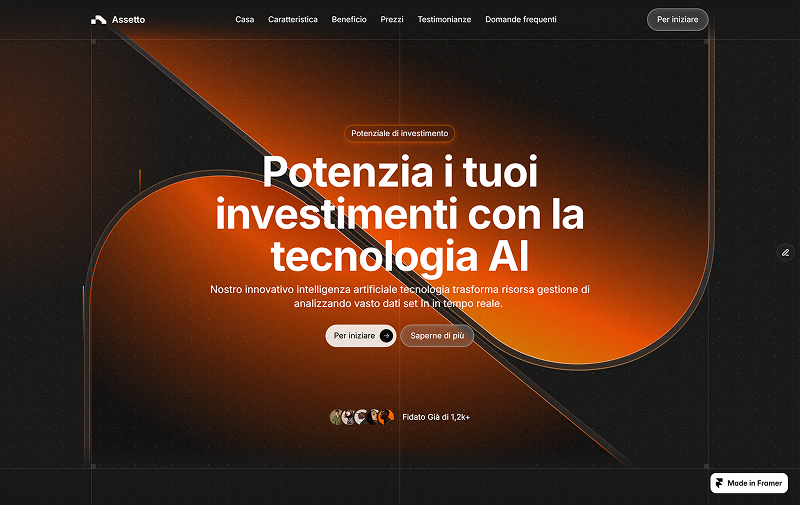 Assetto
Casa Caratteristica Beneficio Prezzi Testimonianze Domande frequenti
Per iniziare
Potenziale di investimento
Potenzia i tuoi
investimenti con la
tecnologia AI
Nostro innovativo intelligenza artificiale tecnologia trasforma risorsa gestione di
analizzando vasto dati set In in tempo reale.
Per iniziare
Saperne di più
Fidato Già di 1,2k+
Made in Framer